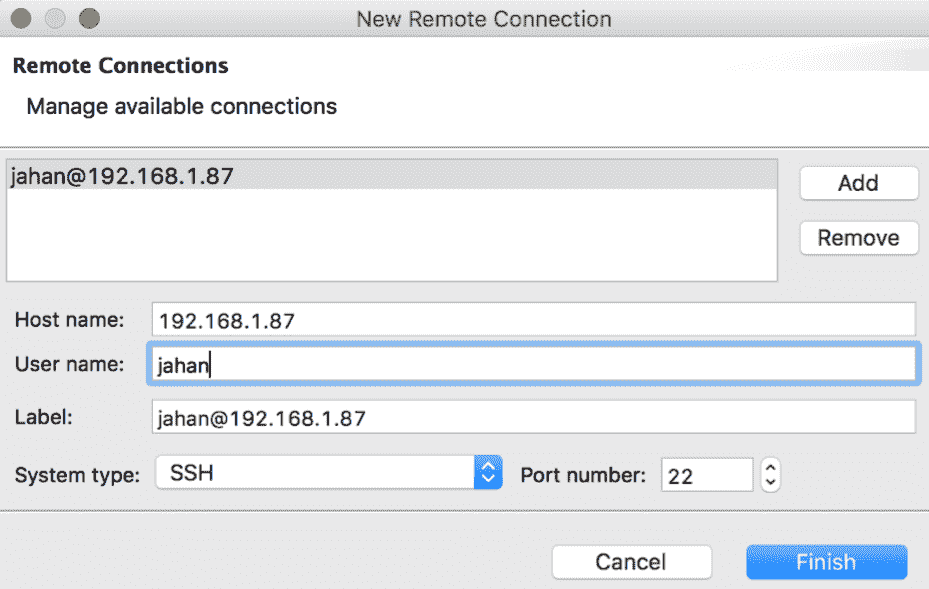 New Remote Connection
Remote Connections
Manage available connections
jahan@192.168.1.87
Add
Remove
Host name: 192.168.1.87
User name: jahan
Label: jahan@192.168.1.87
System type: SSH Port number: 22
Cancel Finish